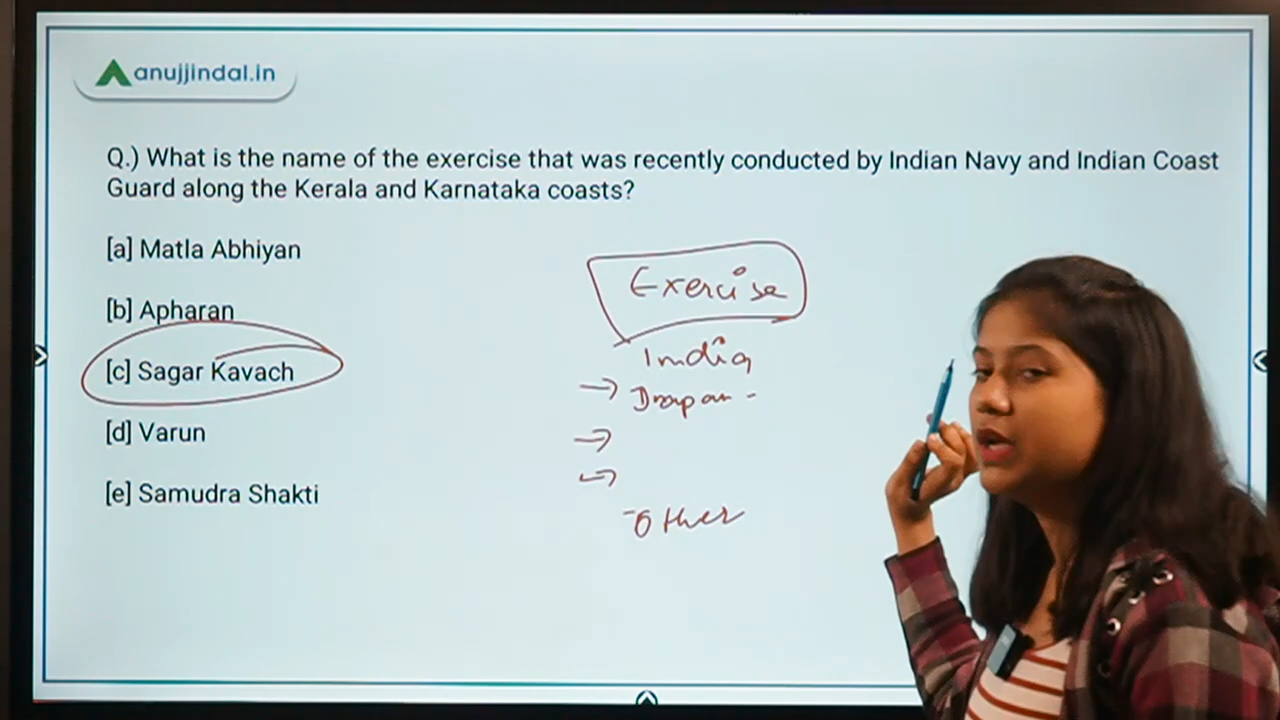 anujjindal.in
Q.) What is the name of the exercise that was recently conducted by Indian Navy and Indian Coast
Guard along the Kerala and Karnataka coasts?
[a] Matla Abhiyan
[b] Apharan
[c] Sagar Kavach
[d] Varun
[e] Samudra Shakti
Exercise
India
Other